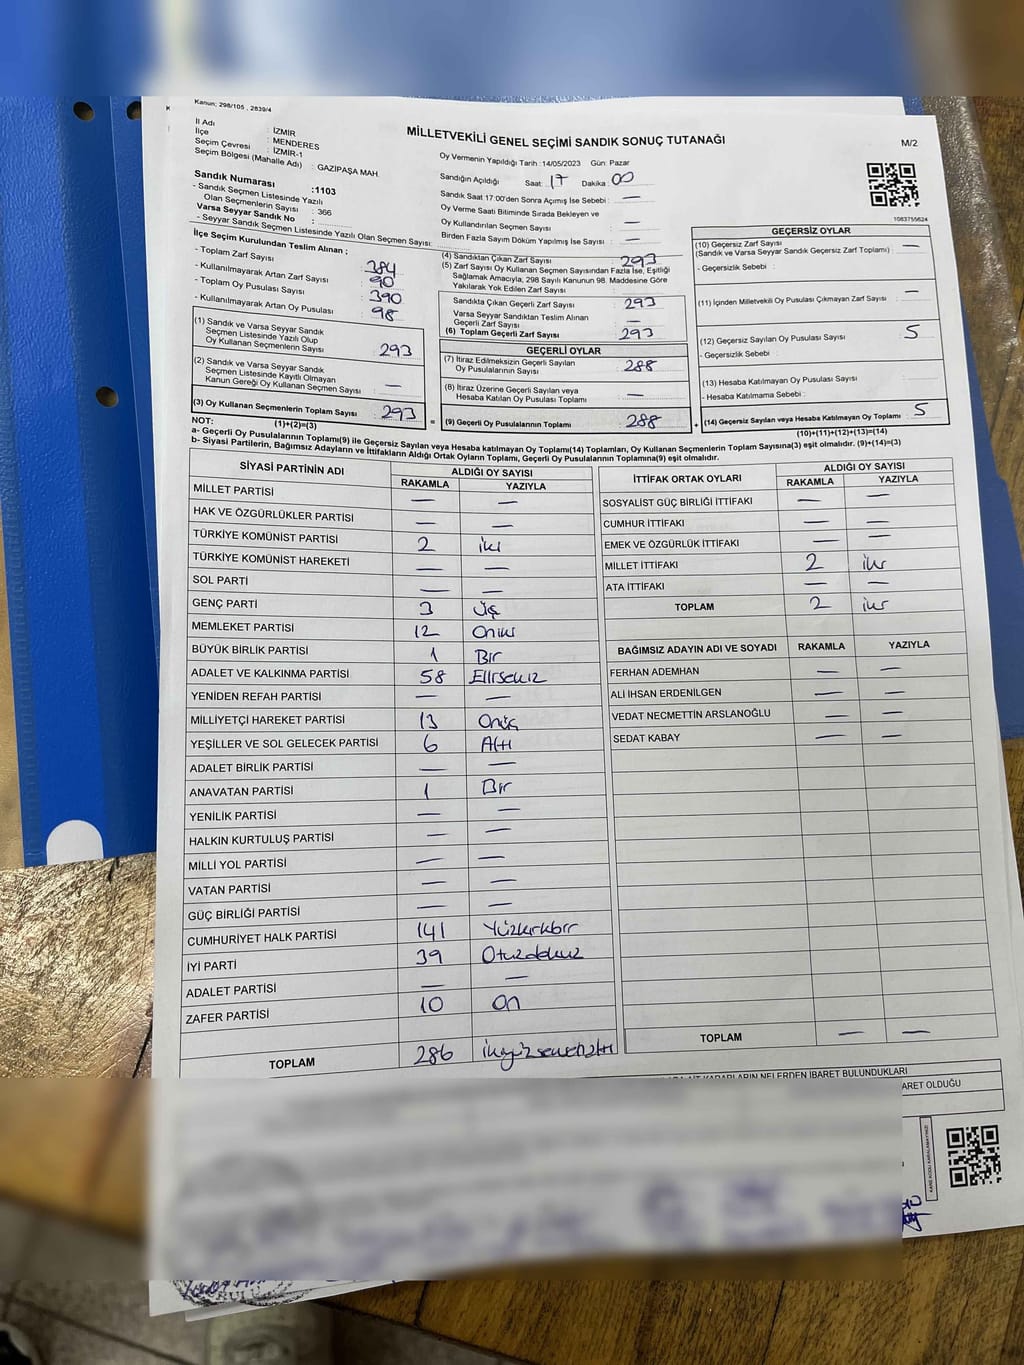 Kanun; 298/105 , 2839/4
MİLLETVEKİLİ GENEL SEÇİMİ SANDIK SONUÇ TUTANAĞI
M/2
İl Adı : İZMİR
İlçe : MENDERES
Seçim Çevresi : İZMİR-1
Seçim Bölgesi (Mahalle Adı) : GAZİPAŞA MAH.
Sandık Numarası :1103
- Sandık Seçmen Listesinde Yazılı
Olan Seçmenlerin Sayısı : 366
Varsa Seyyar Sandık No :
- Seyyar Sandık Seçmen Listesinde Yazılı Olan Seçmen Sayısı:
Oy Vermenin Yapıldığı Tarih :14/05/2023 Gün: Pazar
Sandığın Açıldığı Saat: 17 Dakika: 00
Sandık Saat 17:00'den Sonra Açımış İse Sebebi : —
Oy Verme Saati Bitiminde Sırada Bekleyen ve
Oy Kullandırılan Seçmen Sayısı —
Birden Fazla Sayım Döküm Yapılmış İse Sayısı : —
1083755624
İlçe Seçim Kurulundan Teslim Alınan ;
- Toplam Zarf Sayısı : 384
- Kullanılmayarak Artan Zarf Sayısı : 90
- Toplam Oy Pusulası Sayısı : 390
- Kullanılmayarak Artan Oy Pusulası : 98
(1) Sandık ve Varsa Seyyar Sandık
Seçmen Listesinde Yazılı Olup
Oy Kullanan Seçmenlerin Sayısı : 293
(2) Sandık ve Varsa Seyyar Sandık
Seçmen Listesinde Kayıtlı Olmayan
Kanun Gereği Oy Kullanan Seçmen Sayısı : —
(3) Oy Kullanan Seçmenlerin Toplam Sayısı : 293
(1)+(2)=(3)
(4) Sandıktan Çıkan Zarf Sayısı : 293
(5) Zarf Sayısı Oy Kullanan Seçmen Sayısından Fazla İse, Eşitliği
Sağlamak Amacıyla, 298 Sayılı Kanunun 98. Maddesine Göre
Yakılarak Yok Edilen Zarf Sayısı
Sandıkta Çıkan Geçerli Zarf Sayısı : 293
Varsa Seyyar Sandıktan Teslim Alınan
Geçerli Zarf Sayısı : —
(6) Toplam Geçerli Zarf Sayısı : 293
GEÇERLİ OYLAR
(7) İtiraz Edilmeksizin Geçerli Sayılan
Oy Pusulalarının Sayısı : 288
(8) İtiraz Üzerine Geçerli Sayılan veya
Hesaba Katılan Oy Pusulası Toplamı : —
(9) Geçerli Oy Pusulalarının Toplamı : 288
GEÇERSİZ OYLAR
(10) Geçersiz Zarf Sayısı : —
(Sandık ve Varsa Seyyar Sandık Geçersiz Zarf Toplamı)
- Geçersizlik Sebebi :
(11) İçinden Milletvekili Oy Pusulası Çıkmayan Zarf Sayısı : —
(12) Geçersiz Sayılan Oy Pusulası Sayısı : 5
- Geçersizlik Sebebi :
(13) Hesaba Katılmayan Oy Pusulası Sayısı
- Hesaba Katılmama Sebebi :
(14) Geçersiz Sayılan veya Hesaba Katılmayan Oy Toplamı : 5
(10)+(11)+(12)+(13)=(14)
NOT:
a- Geçerli Oy Pusulalarının Toplamı(9) ile Geçersiz Sayılan veya Hesaba katılmayan Oy Toplamı(14) Toplamları, Oy Kullanan Seçmenlerin Toplam Sayısına(3) eşit olmalıdır. (9)+(14)=(3)
b- Siyasi Partilerin, Bağımsız Adayların ve İttifakların Aldığı Ortak Oyların Toplamı, Geçerli Oy Pusulalarının Toplamına(9) eşit olmalıdır.
SİYASİ PARTİNİN ADI ALDIĞI OY SAYISI
RAKAMLA YAZIYLA
MİLLET PARTİSİ — —
HAK VE ÖZGÜRLÜKLER PARTİSİ — —
TÜRKİYE KOMÜNİST PARTİSİ 2 iki
TÜRKİYE KOMÜNİST HAREKETİ — —
SOL PARTİ — —
GENÇ PARTİ 3 üç
MEMLEKET PARTİSİ 12 Oniki
BÜYÜK BİRLİK PARTİSİ 1 Bir
ADALET VE KALKINMA PARTİSİ 58 Ellisekiz
YENİDEN REFAH PARTİSİ — —
MİLLİYETÇİ HAREKET PARTİSİ 13 Onüç
YEŞİLLER VE SOL GELECEK PARTİSİ 6 Altı
ADALET BİRLİK PARTİSİ — —
ANAVATAN PARTİSİ 1 Bir
YENİLİK PARTİSİ — —
HALKIN KURTULUŞ PARTİSİ — —
MİLLİ YOL PARTİSİ — —
VATAN PARTİSİ — —
GÜÇ BİRLİĞİ PARTİSİ — —
CUMHURİYET HALK PARTİSİ 141 Yüzkırkbir
İYİ PARTİ 39 Otuzdokuz
ADALET PARTİSİ — —
ZAFER PARTİSİ 10 On
TOPLAM 286 ikiyüzseksenaltı
İTTİFAK ORTAK OYLARI ALDIĞI OY SAYISI
RAKAMLA YAZIYLA
SOSYALİST GÜÇ BİRLİĞİ İTTİFAKI — —
CUMHUR İTTİFAKI — —
EMEK VE ÖZGÜRLÜK İTTİFAKI — —
MİLLET İTTİFAKI 2 iki
ATA İTTİFAKI — —
TOPLAM 2 iki
BAĞIMSIZ ADAYIN ADI VE SOYADI RAKAMLA YAZIYLA
FERHAN ADEMHAN — —
ALİ İHSAN ERDENİLGEN — —
VEDAT NECMETTİN ARSLANOĞLU — —
SEDAT KABAY — —
TOPLAM — —
KARARLARIN NELERDEN İBARET BULUNDUKLARI
ARET OLDUĞU